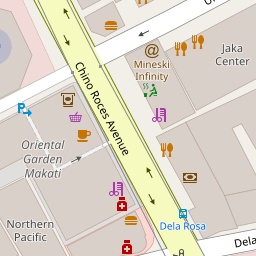 Jaka
Center
Mineski
Infinity
Chino Roces Avenue
Oriental
Garden
Makati
Northern
Pacific
Dela Rosa
Dela